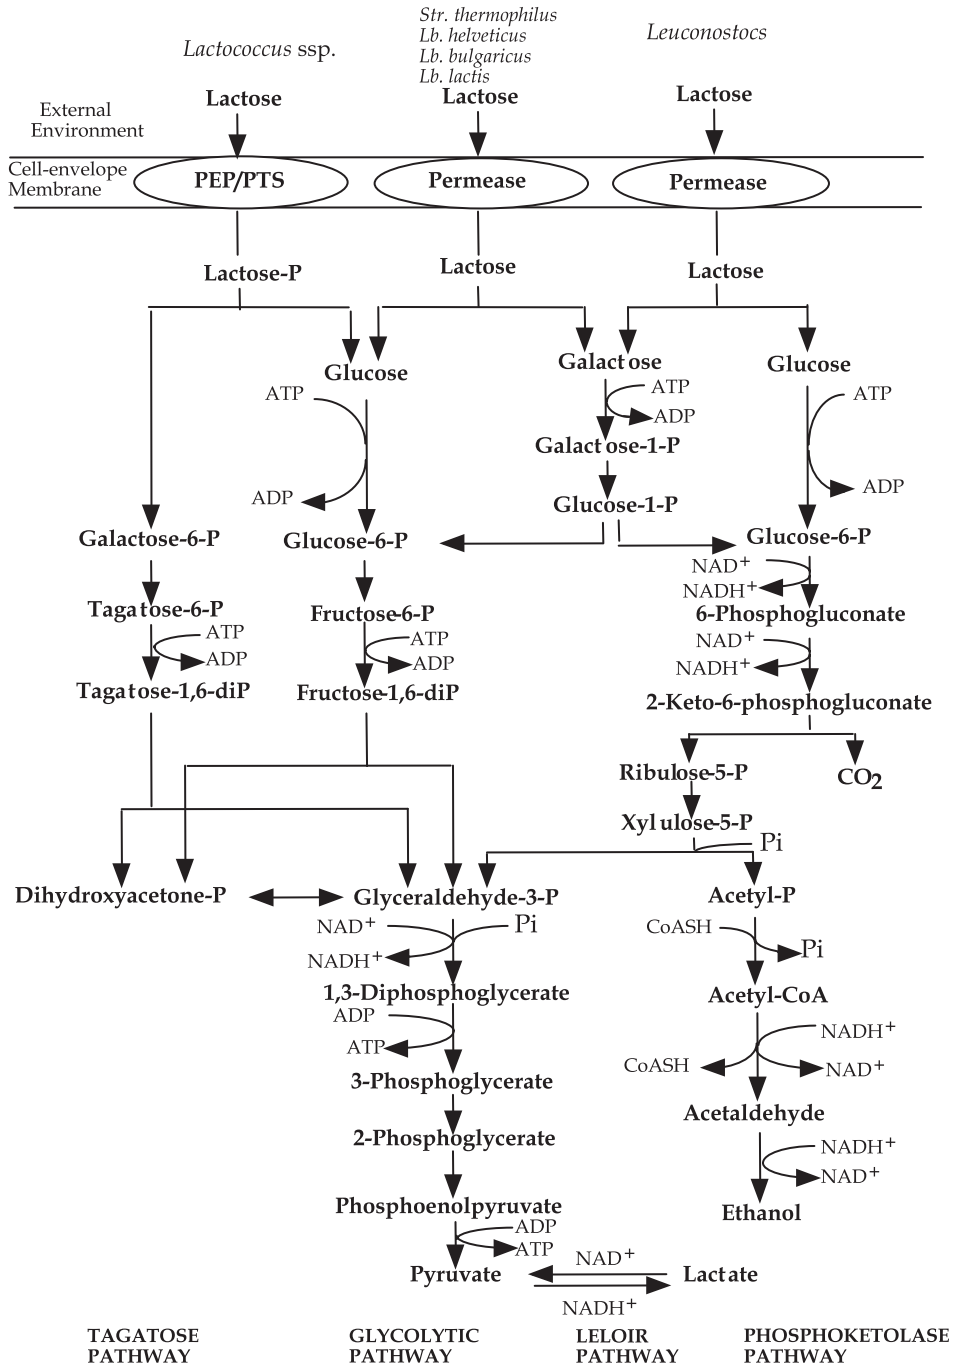 Lactococcus ssp.
Str. thermophilus
Lb. helveticus
Lb. bulgaricus
Lb. lactis
Leuconostocs
Lactose
Lactose
Lactose
External
Environment
Cell-envelope
Membrane
PEP/PTS
Permease
Permease
Lactose-P
Lactose
Lactose
Glucose
Galactose
Glucose
ATP
ATP
ATP
ADP
Galactose-1-P
ADP
ADP
Glucose-1-P
Galactose-6-P
Glucose-6-P
Glucose-6-P
NAD+
NADH+
Tagatose-6-P
Fructose-6-P
6-Phosphogluconate
ATP
ATP
NAD+
ADP
ADP
NADH+
Tagatose-1,6-diP
Fructose-1,6-diP
2-Keto-6-phosphogluconate
Ribulose-5-P
CO2
Xylulose-5-P
Pi
Dihydroxyacetone-P
Glyceraldehyde-3-P
Acetyl-P
NAD+
Pi
CoASH
NADH+
Pi
1,3-Diphosphoglycerate
Acetyl-CoA
ADP
NADH+
ATP
CoASH
NAD+
3-Phosphoglycerate
Acetaldehyde
2-Phosphoglycerate
NADH+
NAD+
Phosphoenolpyruvate
Ethanol
ADP
ATP
NAD+
Pyruvate
Lactate
NADH+
TAGATOSE
PATHWAY
GLYCOLYTIC
PATHWAY
LELOIR
PATHWAY
PHOSPHOKETOLASE
PATHWAY